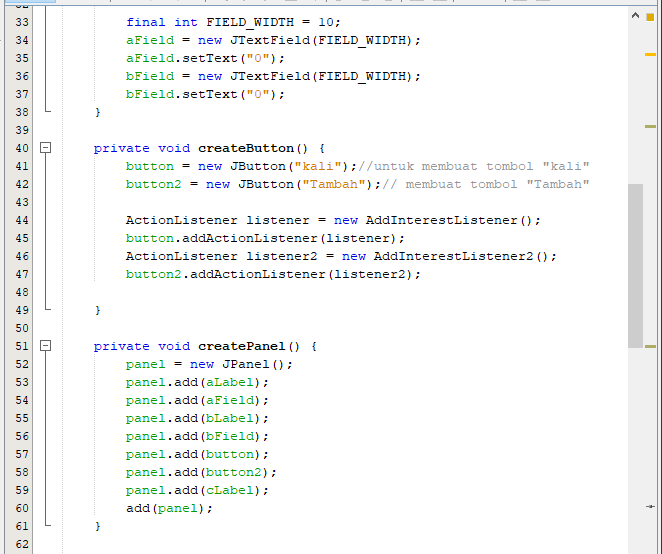 33 final int FIELD_WIDTH = 10;
34 aField = new JTextField(FIELD_WIDTH);
35 aField.setText("0");
36 bField = new JTextField(FIELD_WIDTH);
37 bField.setText("0");
38 }
39
40 private void createButton() {
41 button = new JButton("kali");//untuk membuat tombol "kali"
42 button2 = new JButton("Tambah");// membuat tombol "Tambah"
43
44 ActionListener listener = new AddInterestListener();
45 button.addActionListener(listener);
46 ActionListener listener2 = new AddInterestListener2();
47 button2.addActionListener(listener2);
48
49 }
50
51 private void createPanel() {
52 panel = new JPanel();
53 panel.add(aLabel);
54 panel.add(aField);
55 panel.add(bLabel);
56 panel.add(bField);
57 panel.add(button);
58 panel.add(button2);
59 panel.add(cLabel);
60 add(panel);
61 }
62